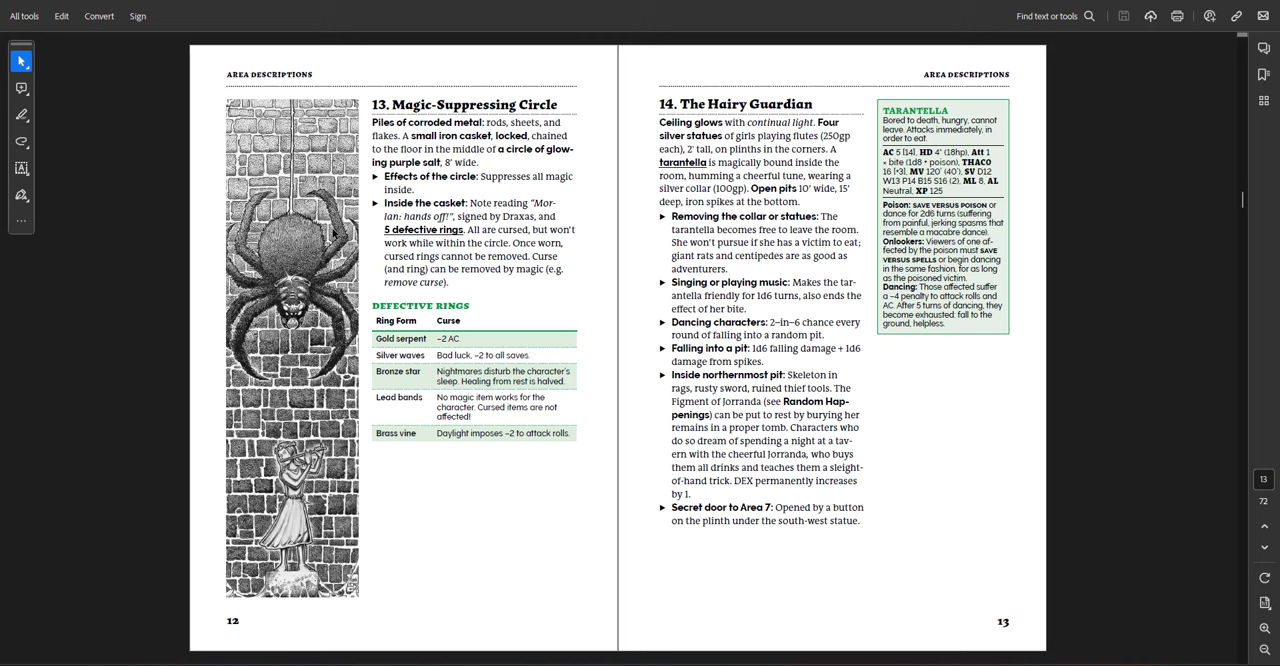 All tools
Edit
Convert
Sign
Find text or tools
AREA DESCRIPTIONS
13. Magic-Suppressing Circle
Piles of corroded metal: rods, sheets, and
flakes. A small iron casket, locked, chained
to the floor in the middle of a circle of glow-
ing purple salt, 8' wide.
► Effects of the circle: Suppresses all magic
inside.
► Inside the casket: Note reading "Mor-
lan: hands off!", signed by Draxas, and
5 defective rings. All are cursed, but won't
work while within the circle. Once worn,
cursed rings cannot be removed. Curse
(and ring) can be removed by magic (e.g.
remove curse).
DEFECTIVE RINGS
Ring Form Curse
Gold serpent −2 AC.
Silver waves Bad luck, −2 to all saves.
Bronze star Nightmares disturb the character's
sleep. Healing from rest is halved.
Lead bands No magic item works for the
character. Cursed items are not
affected!
Brass vine Daylight imposes −2 to attack rolls.
12
AREA DESCRIPTIONS
14. The Hairy Guardian
Ceiling glows with continual light. Four
silver statues of girls playing flutes (250gp
each), 2' tall, on plinths in the corners. A
tarantella is magically bound inside the
room, humming a cheerful tune, wearing a
silver collar (100gp). Open pits 10' wide, 15'
deep, iron spikes at the bottom.
► Removing the collar or statues: The
tarantella becomes free to leave the room.
She won't pursue if she has a victim to eat;
giant rats and centipedes are as good as
adventurers.
► Singing or playing music: Makes the tar-
antella friendly for 1d6 turns, also ends the
effect of her bite.
► Dancing characters: 2–in–6 chance every
round of falling into a random pit.
► Falling into a pit: 1d6 falling damage + 1d6
damage from spikes.
► Inside northernmost pit: Skeleton in
rags, rusty sword, ruined thief tools. The
Figment of Jorranda (see Random Hap-
penings) can be put to rest by burying her
remains in a proper tomb. Characters who
do so dream of spending a night at a tav-
ern with the cheerful Jorranda, who buys
them all drinks and teaches them a sleight-
of-hand trick. DEX permanently increases
by 1.
► Secret door to Area 7: Opened by a button
on the plinth under the south-west statue.
TARANTELLA
Bored to death, hungry, cannot
leave. Attacks immediately, in
order to eat.
AC 5 [14], HD 4* (18hp), Att 1
× bite (1d8 + poison), THAC0
16 [+3], MV 120' (40'), SV D12
W13 P14 B15 S16 (2), ML 8, AL
Neutral, XP 125
Poison: SAVE VERSUS POISON or
dance for 2d6 turns (suffering
from painful, jerking spasms that
resemble a macabre dance).
Onlookers: Viewers of one af-
fected by the poison must SAVE
VERSUS SPELLS or begin dancing
in the same fashion, for as long
as the poisoned victim.
Dancing: Those affected suffer
a −4 penalty to attack rolls and
AC. After 5 turns of dancing, they
become exhausted: fall to the
ground, helpless.
13
13
72